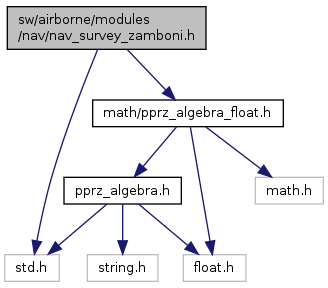 sw/airborne/modules
/nav/nav_survey_zamboni.h
math/pprz_algebra_float.h
pprz_algebra.h
math.h
std.h
string.h
float.h